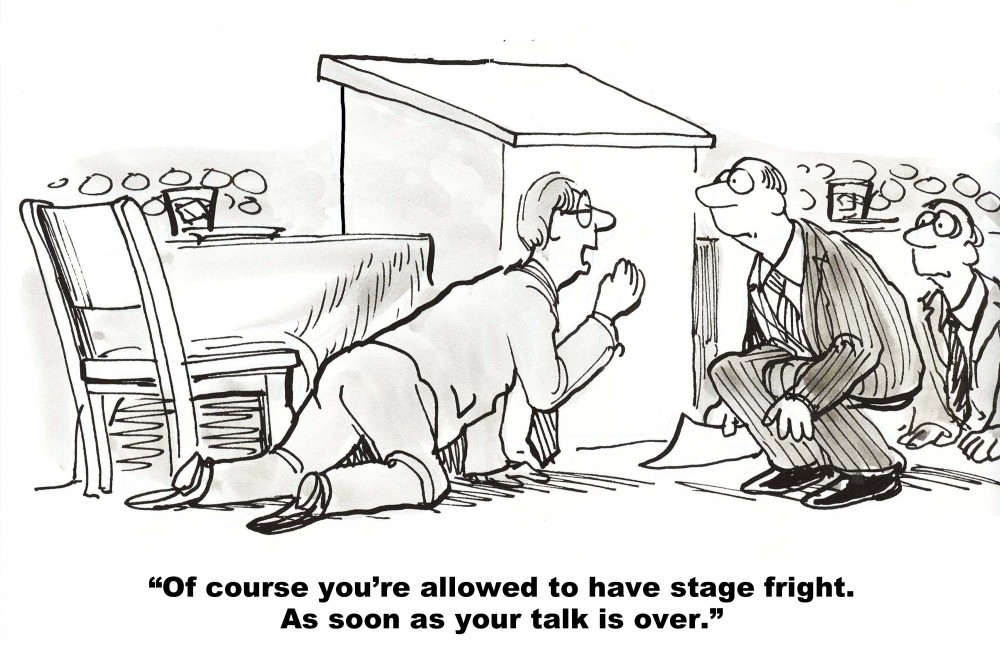 “Of course you’re allowed to have stage fright.
As soon as your talk is over.”